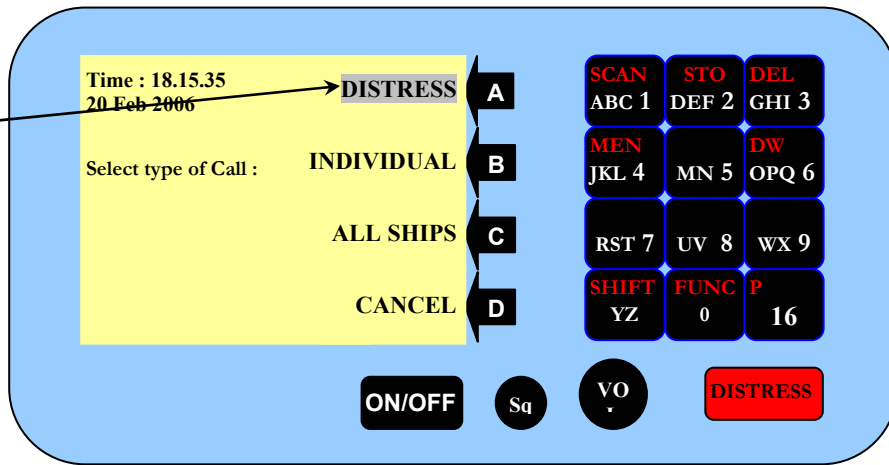 Time : 18.15.35
20 Feb 2006
DISTRESS
A
Select type of Call :
INDIVIDUAL
B
ALL SHIPS
C
CANCEL
D
SCAN
ABC 1
STO
DEF 2
DEL
GHI 3
MEN
JKL 4
MN 5
DW
OPQ 6
RST 7
UV 8
WX 9
SHIFT
YZ
FUNC
0
P
16
ON/OFF
Sq
VO
DISTRESS